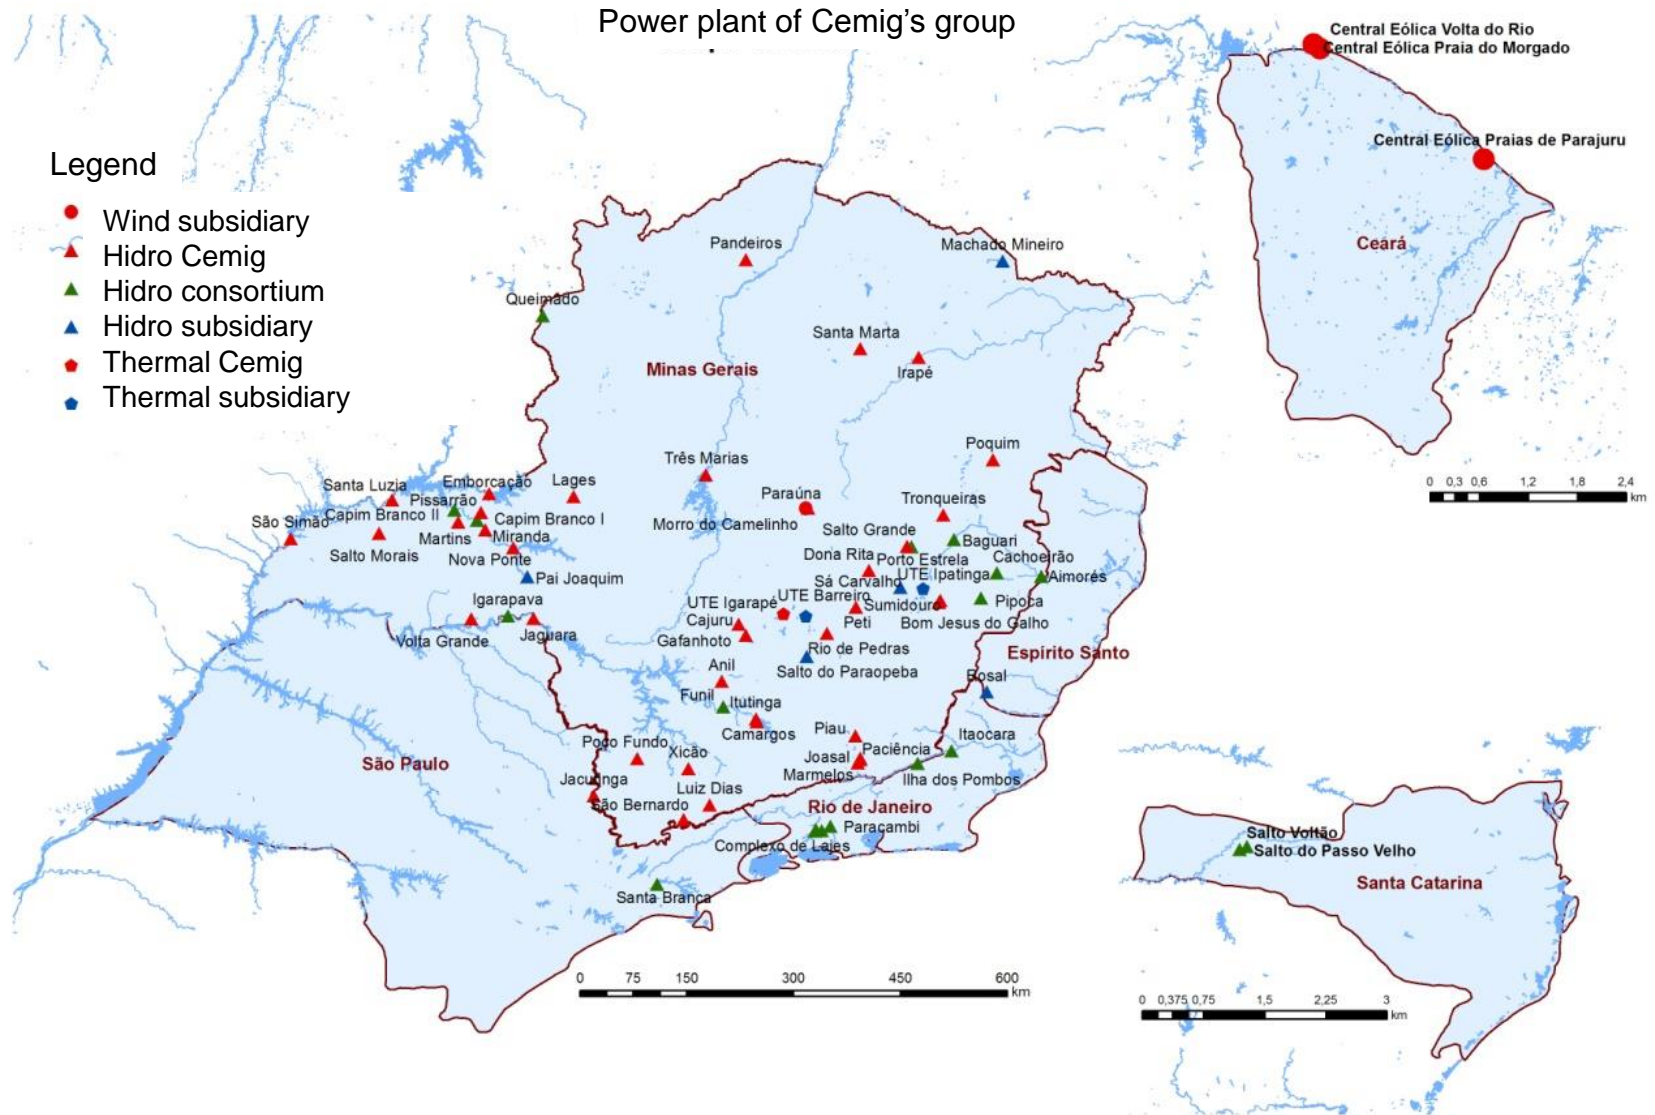 Power plant of Cemig's group
Legend
Wind subsidiary
Hidro Cemig
Hidro consortium
Hidro subsidiary
Thermal Cemig
Thermal subsidiary
Central Eólica Volta do Rio
Central Eólica Praia do Morgado
Central Eólica Praias de Parajuru
Ceará
0 0,3 0,6 1,2 1,8 2,4
km
Pandeiros
Machado Mineiro
Queimado
Santa Marta
Irapé
Minas Gerais
Poquim
Três Marias
Santa Luzia
Emborcação
Lages
Pissarrão
Paraúna
Tronqueiras
São Simão
Capim Branco II
Capim Branco I
Morro do Camelinho
Salto Grande
Salto Morais
Martins
Miranda
Baguari
Nova Ponte
Dona Rita
Porto Estrela
Cachoeirão
Pai Joaquim
Sá Carvalho
UTE Ipatinga
Aimorés
Igarapava
UTE Igarapé
UTE Barreiro
Sumidouro
Pipoca
Volta Grande
Jaguara
Cajuru
Peti
Bom Jesus do Galho
Gafanhoto
Rio de Pedras
Espírito Santo
Anil
Salto do Paraopeba
Rosal
Funil
Itutinga
Camargos
Piau
Itaocara
Poço Fundo
Xicão
Joasal
Paciência
São Paulo
Marmelos
Ilha dos Pombos
Jacutinga
Luiz Dias
São Bernardo
Rio de Janeiro
Paracambi
Complexo de Lajes
Santa Branca
0 75 150 300 450 600
km
Salto Voltão
Salto do Passo Velho
Santa Catarina
0 0,375 0,75 1,5 2,25 3
km